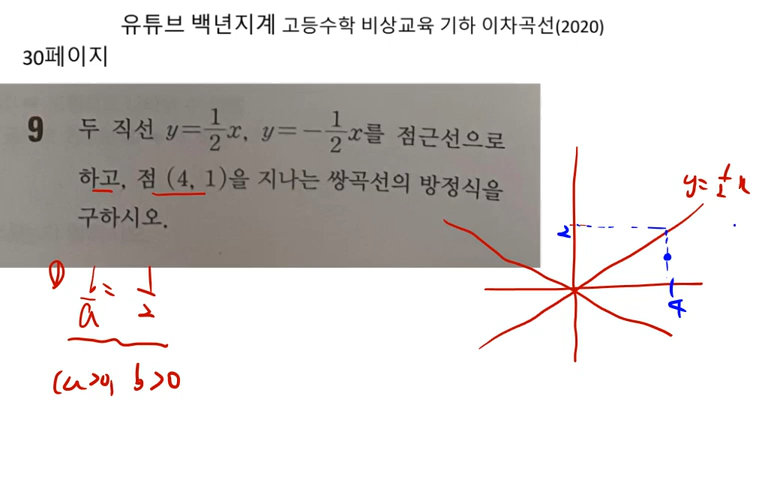 유튜브 백년지계 고등수학 비상교육 기하 이차곡선(2020)
30페이지
9 두 직선 y=1/2x, y=-1/2x를 점근선으로
하고, 점 (4, 1)을 지나는 쌍곡선의 방정식을
구하시오.
y=1/2x
2
4
① b/a = 1/2
(a>0, b>0